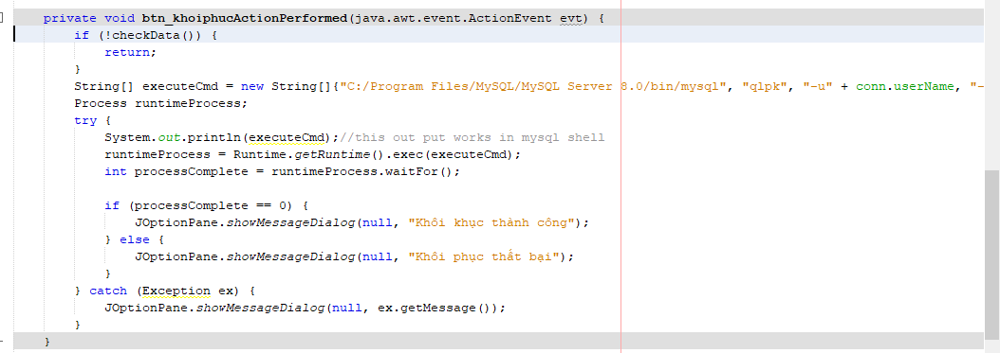 private void btn_khoiphucActionPerformed(java.awt.event.ActionEvent evt) {
if (!checkData()) {
return;
}
String[] executeCmd = new String[]{"C:/Program Files/MySQL/MySQL Server 8.0/bin/mysql", "qlpk", "-u" + conn.userName, "-
Process runtimeProcess;
try {
System.out.println(executeCmd);//this out put works in mysql shell
runtimeProcess = Runtime.getRuntime().exec(executeCmd);
int processComplete = runtimeProcess.waitFor();
if (processComplete == 0) {
JOptionPane.showMessageDialog(null, "Khôi khục thành công");
} else {
JOptionPane.showMessageDialog(null, "Khôi phục thất bại");
}
} catch (Exception ex) {
JOptionPane.showMessageDialog(null, ex.getMessage());
}
}